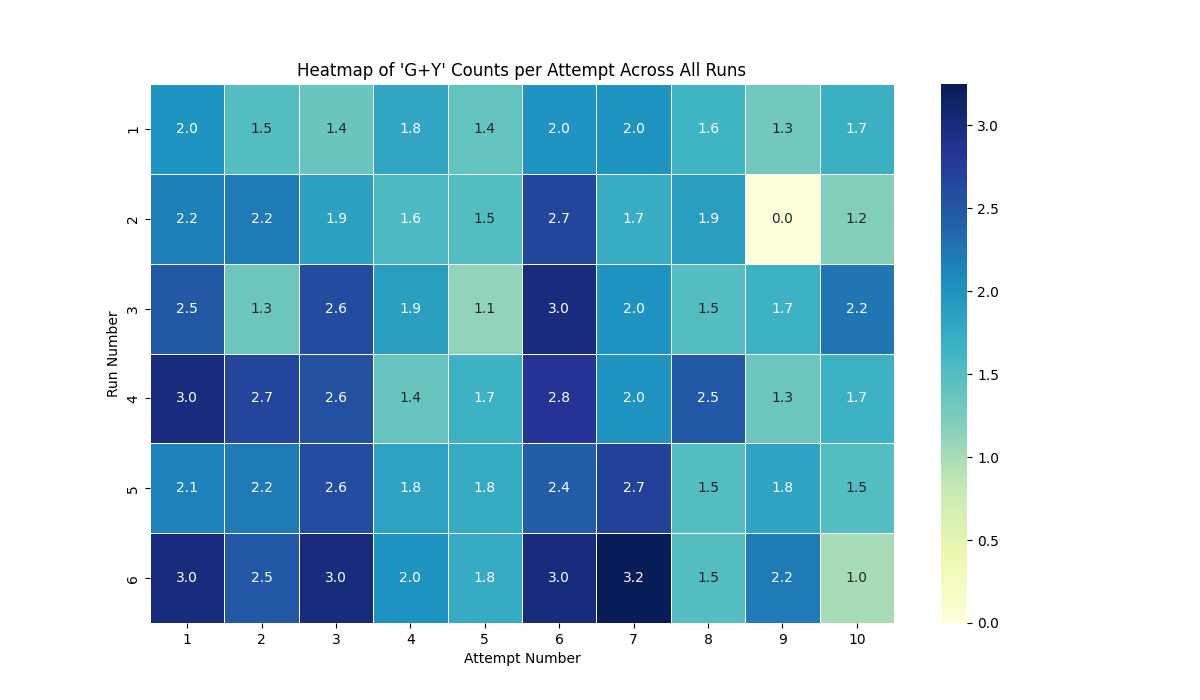 Heatmap of 'G+Y' Counts per Attempt Across All Runs
Run Number
1 2.0 1.5 1.4 1.8 1.4 2.0 2.0 1.6 1.3 1.7
2 2.2 2.2 1.9 1.6 1.5 2.7 1.7 1.9 0.0 1.2
3 2.5 1.3 2.6 1.9 1.1 3.0 2.0 1.5 1.7 2.2
4 3.0 2.7 2.6 1.4 1.7 2.8 2.0 2.5 1.3 1.7
5 2.1 2.2 2.6 1.8 1.8 2.4 2.7 1.5 1.8 1.5
6 3.0 2.5 3.0 2.0 1.8 3.0 3.2 1.5 2.2 1.0
1 2 3 4 5 6 7 8 9 10
Attempt Number
3.0
2.5
2.0
1.5
1.0
0.5
0.0